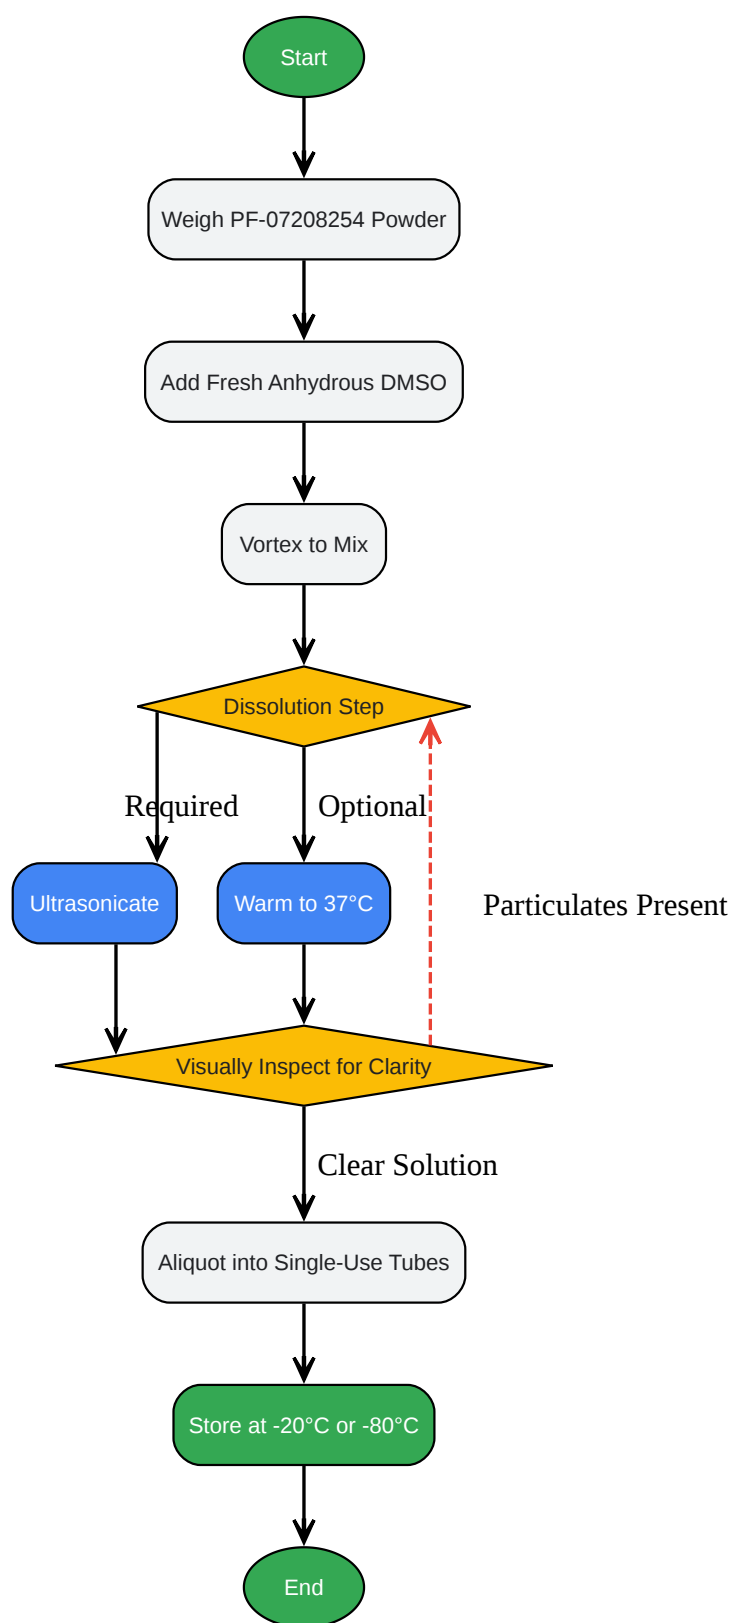 Start
Weigh PF-07208254 Powder
Add Fresh Anhydrous DMSO
Vortex to Mix
Dissolution Step
Required
Optional
Ultrasonicate
Warm to 37°C
Particulates Present
Visually Inspect for Clarity
Clear Solution
Aliquot into Single-Use Tubes
Store at -20°C or -80°C
End